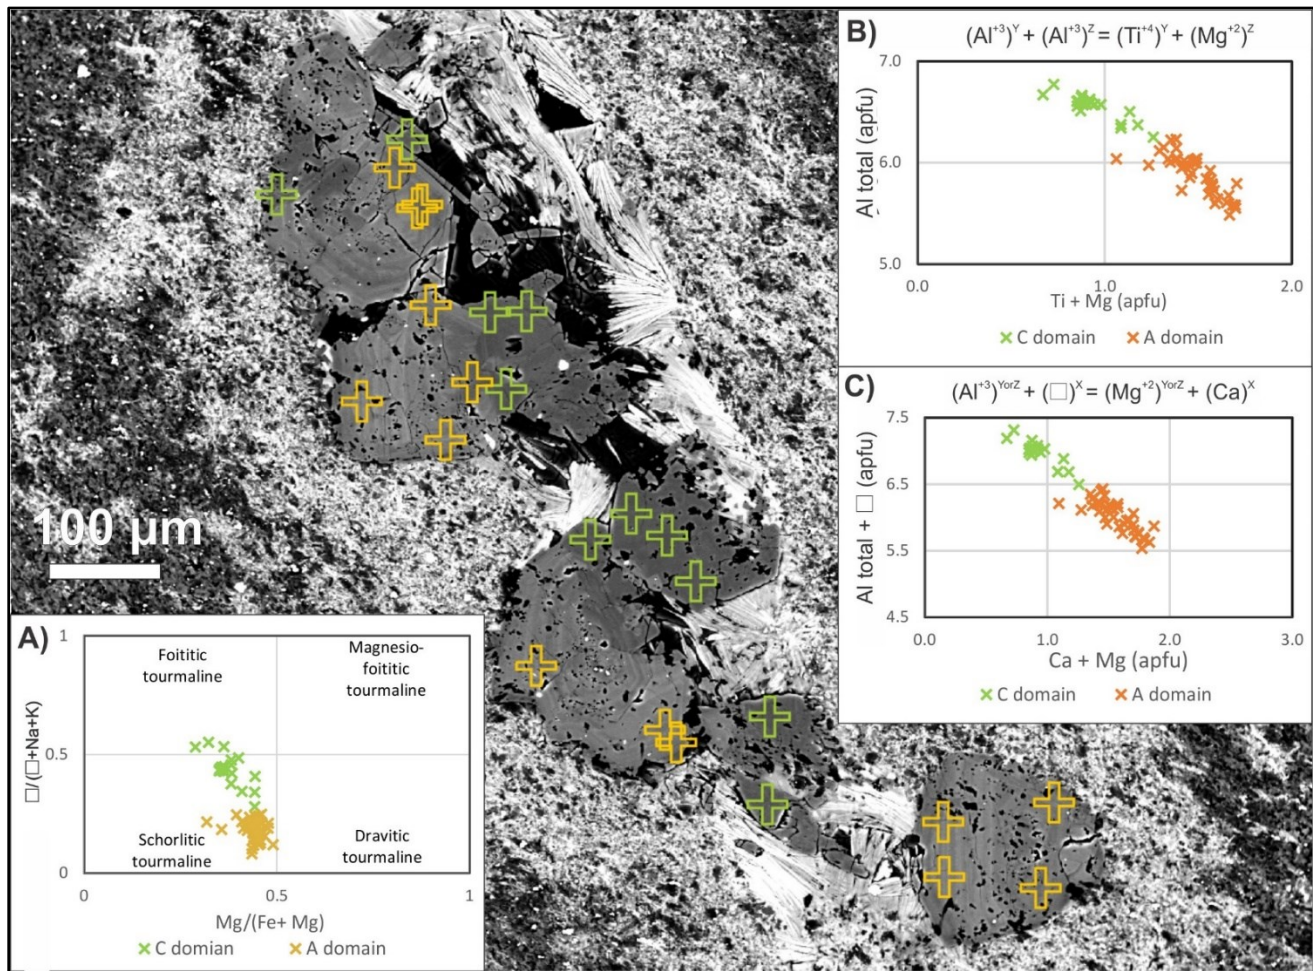 B)
(Al⁺³)ʸ + (Al⁺³)ᶻ = (Ti⁺⁴)ʸ + (Mg⁺²)ᶻ
7.0
6.0
5.0
Al total (apfu)
0.0 1.0 2.0
Ti + Mg (apfu)
C domain A domain
C)
(Al⁺³)ʸᵒʳᶻ + (□)ˣ = (Mg⁺²)ʸᵒʳᶻ + (Ca)ˣ
7.5
6.5
5.5
4.5
Al total + □ (apfu)
0.0 1.0 2.0 3.0
Ca + Mg (apfu)
C domain A domain
100 µm
A)
1
0.5
0
□/(□+Na+K)
Foititic
tourmaline
Magnesio-
foititic
tourmaline
Schorlitic
tourmaline
Dravitic
tourmaline
0 0.5 1
Mg/(Fe+ Mg)
C domian A domain